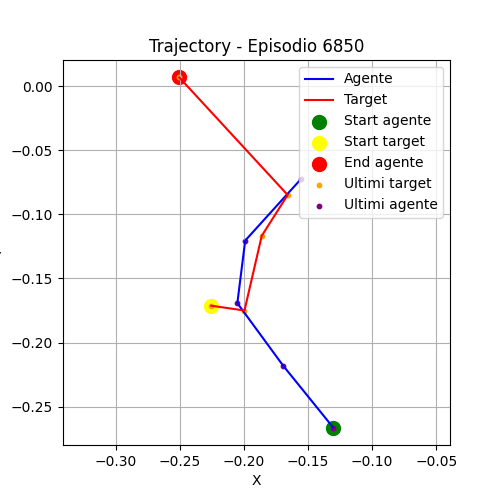 Trajectory - Episodio 6850
Agente
Target
Start agente
Start target
End agente
Ultimi target
Ultimi agente
0.00
−0.05
−0.10
−0.15
−0.20
−0.25
−0.30
−0.25
−0.20
−0.15
−0.10
−0.05
X